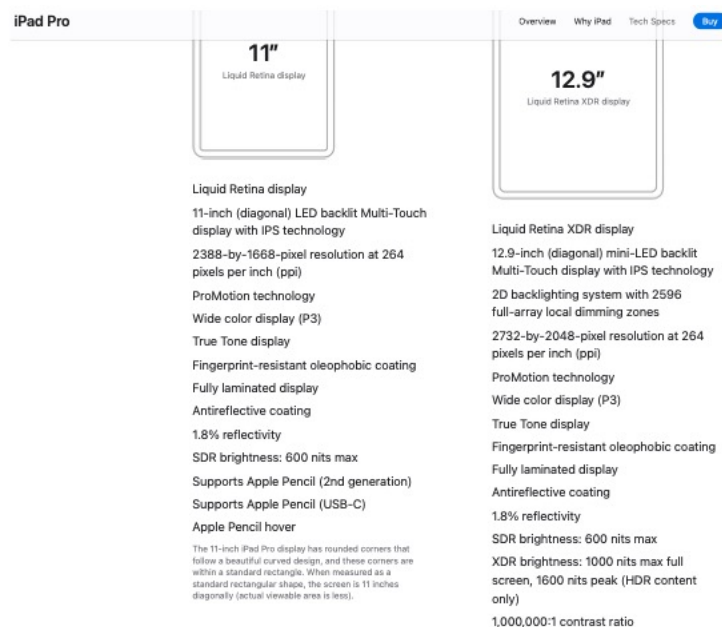 iPad Pro
Overview
Why iPad
Tech Specs
Buy
11"
Liquid Retina display
Liquid Retina display
11-inch (diagonal) LED backlit Multi-Touch
display with IPS technology
2388-by-1668-pixel resolution at 264
pixels per inch (ppi)
ProMotion technology
Wide color display (P3)
True Tone display
Fingerprint-resistant oleophobic coating
Fully laminated display
Antireflective coating
1.8% reflectivity
SDR brightness: 600 nits max
Supports Apple Pencil (2nd generation)
Supports Apple Pencil (USB-C)
Apple Pencil hover
The 11-inch iPad Pro display has rounded corners that
follow a beautiful curved design, and these corners are
within a standard rectangle. When measured as a
standard rectangular shape, the screen is 11 inches
diagonally (actual viewable area is less).
12.9"
Liquid Retina XDR display
Liquid Retina XDR display
12.9-inch (diagonal) mini-LED backlit
Multi-Touch display with IPS technology
2D backlighting system with 2596
full-array local dimming zones
2732-by-2048-pixel resolution at 264
pixels per inch (ppi)
ProMotion technology
Wide color display (P3)
True Tone display
Fingerprint-resistant oleophobic coating
Fully laminated display
Antireflective coating
1.8% reflectivity
SDR brightness: 600 nits max
XDR brightness: 1000 nits max full
screen, 1600 nits peak (HDR content
only)
1,000,000:1 contrast ratio